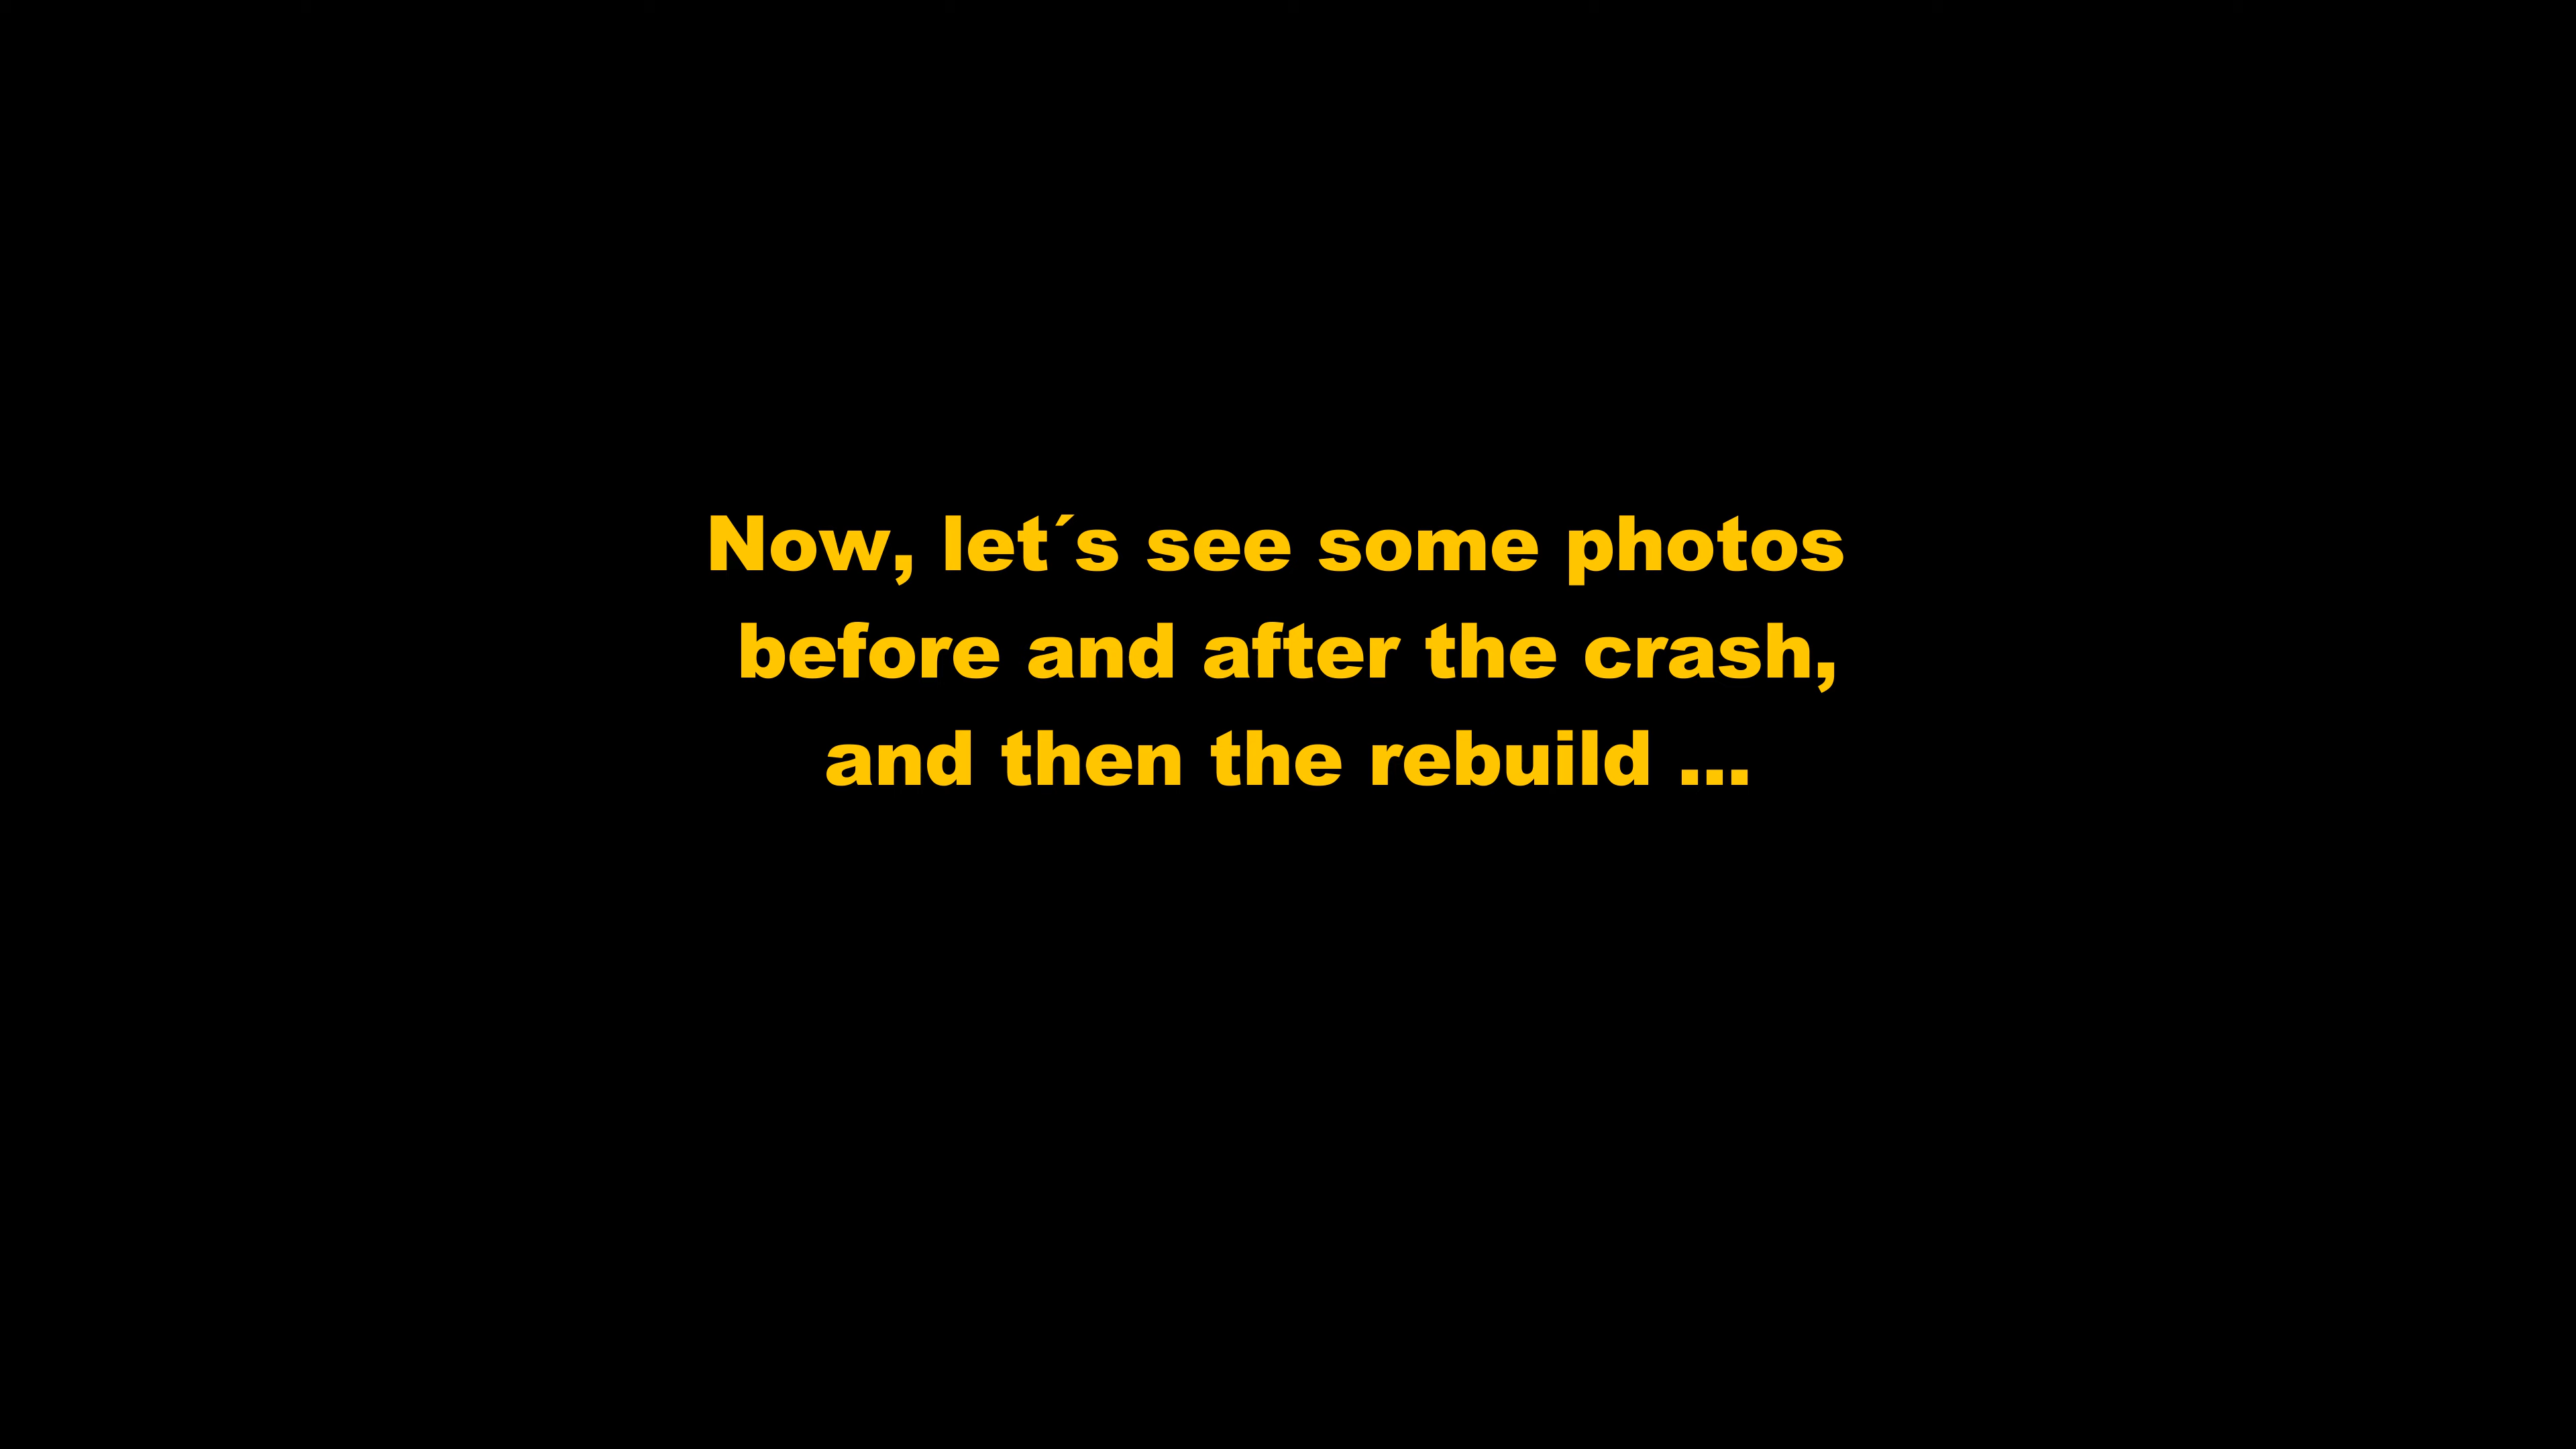 Now, let´s see some photos
before and after the crash,
and then the rebuild ...